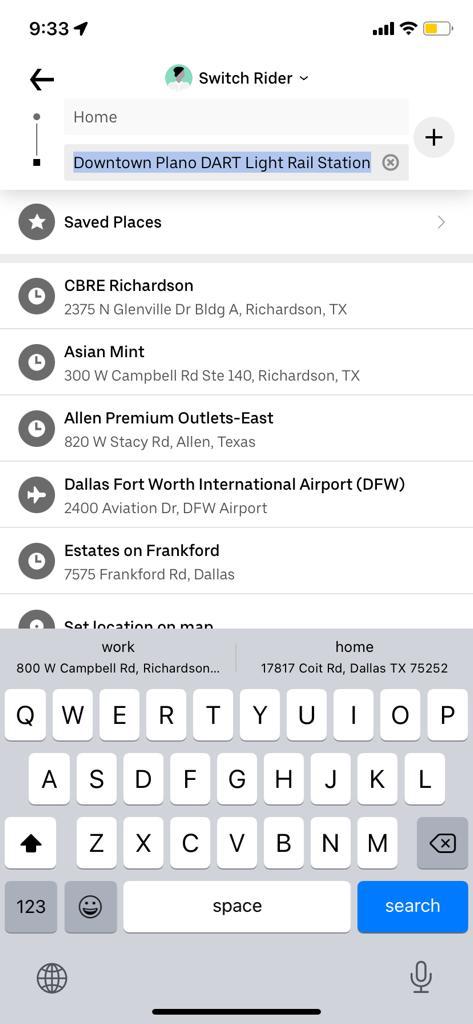 9:33
Switch Rider
Home
Downtown Plano DART Light Rail Station
Saved Places
CBRE Richardson
2375 N Glenville Dr Bldg A, Richardson, TX
Asian Mint
300 W Campbell Rd Ste 140, Richardson, TX
Allen Premium Outlets-East
820 W Stacy Rd, Allen, Texas
Dallas Fort Worth International Airport (DFW)
2400 Aviation Dr, DFW Airport
Estates on Frankford
7575 Frankford Rd, Dallas
Set location on map
work home
800 W Campbell Rd, Richardson... 17817 Coit Rd, Dallas TX 75252
Q W E R T Y U I O P
A S D F G H J K L
Z X C V B N M
123 space search